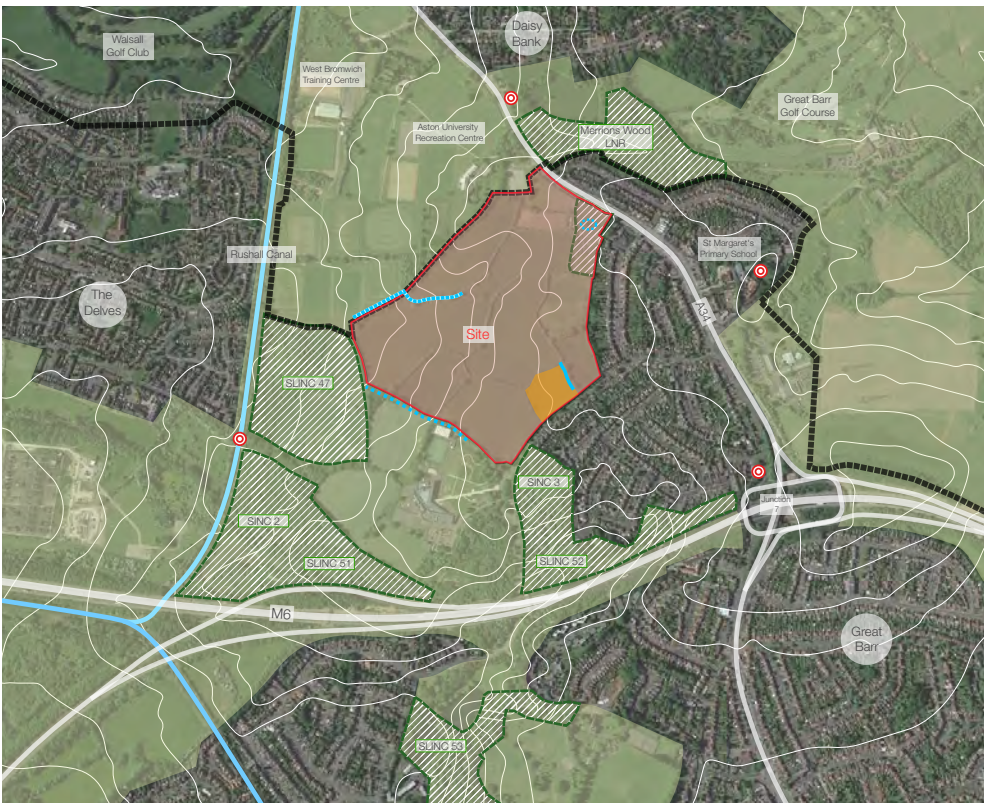 Daisy
Bank
Walsall
Golf Club
West Bromwich
Training Centre
Great Barr
Golf Course
Aston University
Recreation Centre
Merrions Wood
LNR
St Margaret's
Primary School
Rushall Canal
The
Delves
A34
Site
SLINC 47
SINC 3
Junction
7
SINC 2
SLINC 51
SLINC 52
M6
Great
Barr
SLINC 53